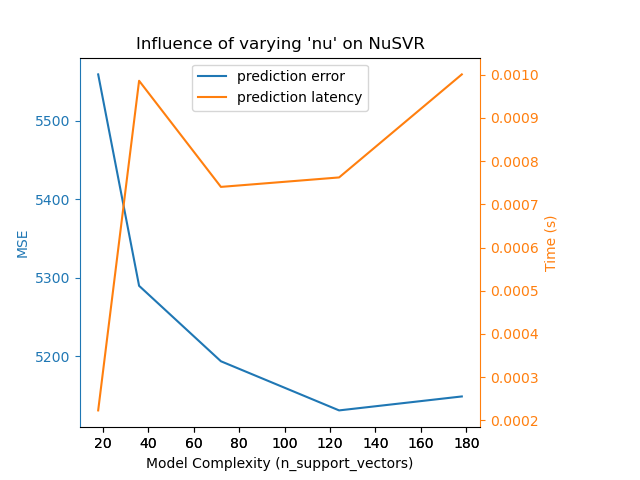 Influence of varying 'nu' on NuSVR
prediction error
prediction latency
MSE
5500
5400
5300
5200
0.0010
0.0009
0.0008
0.0007
0.0006
0.0005
0.0004
0.0003
0.0002
Time (s)
20 40 60 80 100 120 140 160 180
Model Complexity (n_support_vectors)